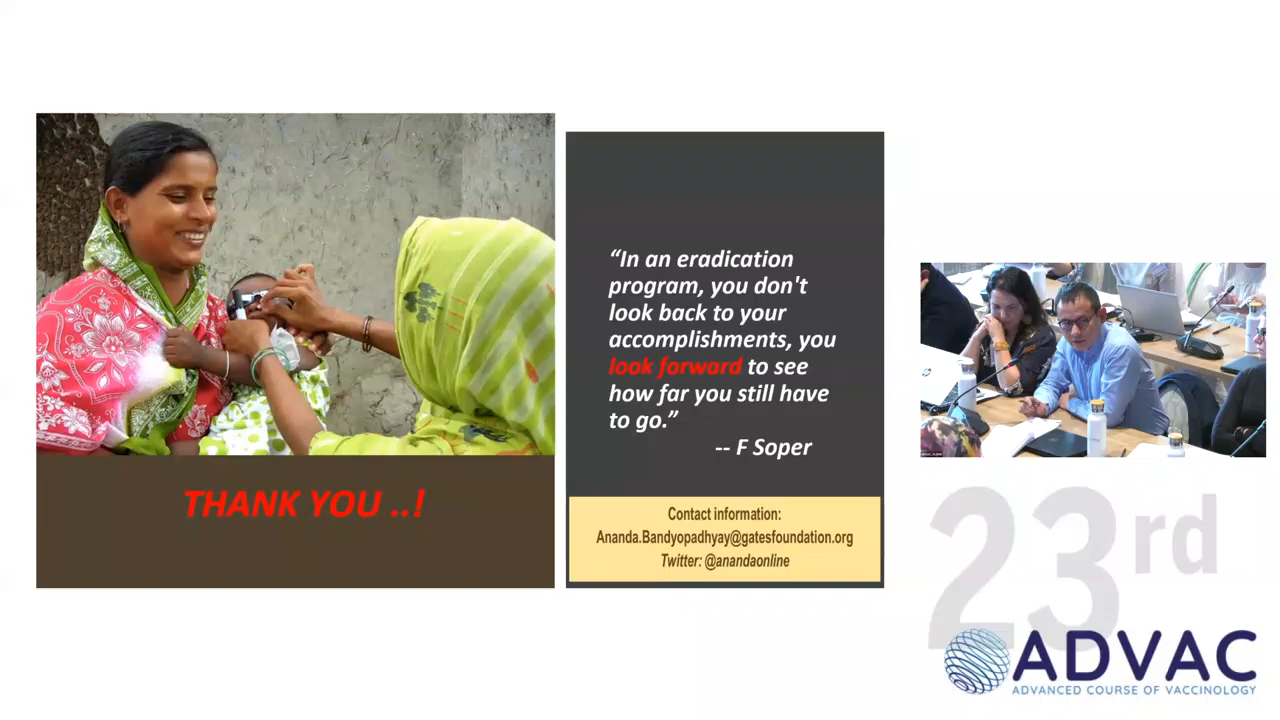 THANK YOU ..!
“In an eradication
program, you don't
look back to your
accomplishments, you
look forward to see
how far you still have
to go.”
-- F Soper
Contact information:
Ananda.Bandyopadhyay@gatesfoundation.org
Twitter: @anandaonline
23rd
ADVAC
ADVANCED COURSE OF VACCINOLOGY